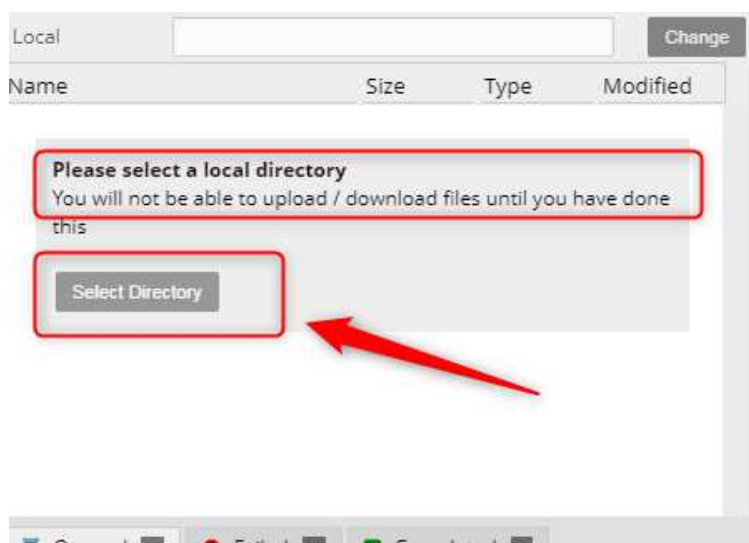 Local
Change
Name Size Type Modified
Please select a local directory
You will not be able to upload / download files until you have done
this
Select Directory